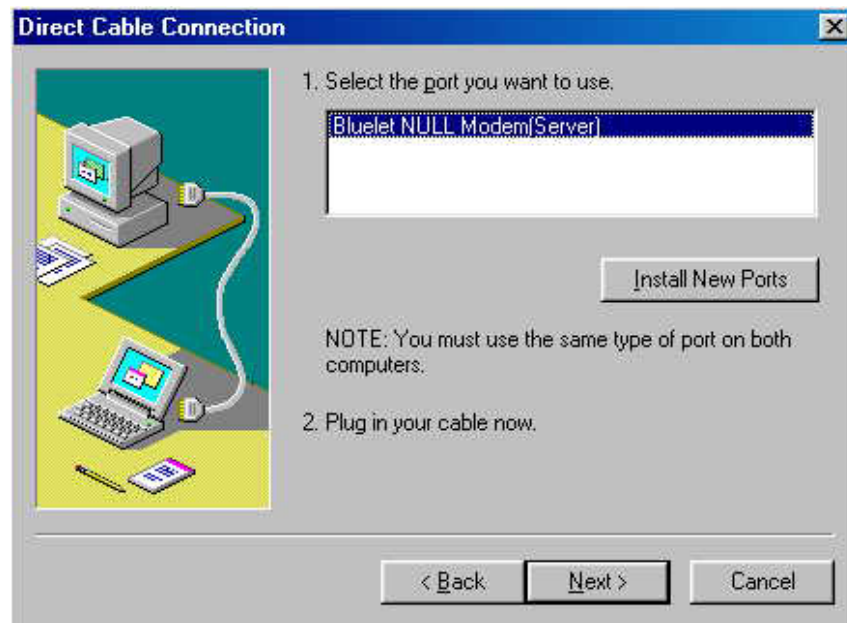 Direct Cable Connection
1. Select the port you want to use.
Bluelet NULL Modem(Server)
Install New Ports
NOTE: You must use the same type of port on both
computers.
2. Plug in your cable now.
< Back
Next >
Cancel